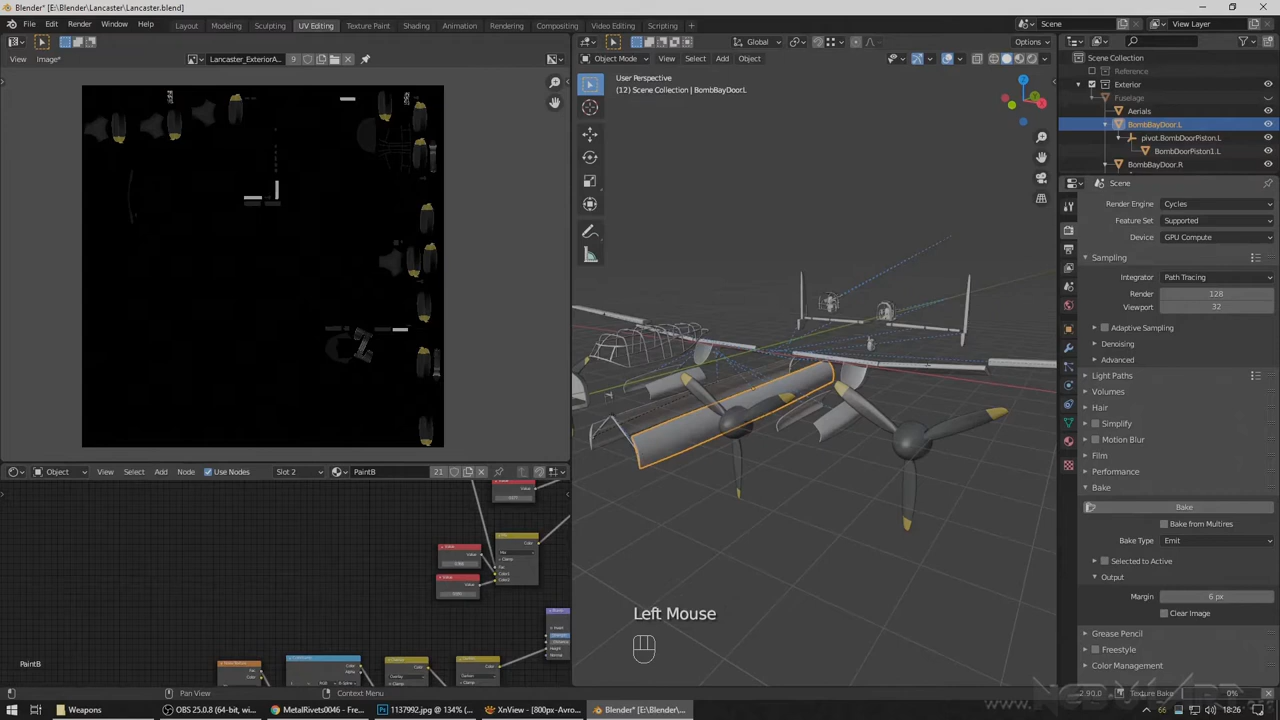 Blender* [E:\Lancaster/Lancaster.blend]
File Edit Render Window Help Layout Modeling Sculpting UV Editing Texture Paint Shading Animation Rendering Compositing Video Editing Scripting Scene View Layer
Global Options
View Image* Lancaster_ExteriorA... 9 Object Mode View Select Add Object
Scene Collection
Reference
Exterior
Fuselage
Aerials
BombBayDoor.L
pivot.BombDoorPiston.L
BombDoorPiston1.L
BombBayDoor.R
User Perspective
(12) Scene Collection | BombBayDoor.L
Scene
Render Engine Cycles
Feature Set Supported
Device GPU Compute
Sampling
Integrator Path Tracing
Render 128
Viewport 32
Adaptive Sampling
Denoising
Advanced
Light Paths
Volumes
Hair
Simplify
Motion Blur
Film
Performance
Bake
Bake
Bake from Multires
Bake Type Emit
Selected to Active
Output
Margin 6 px
Clear Image
Grease Pencil
Freestyle
Color Management
Object View Select Add Node Use Nodes Slot 2 PaintB 21
Left Mouse
PaintB
Pan View Context Menu 2.90.0 Texture Bake 0%
Weapons OBS 25.0.8 (64-bit, w... MetalRivets0046 - Fre... 1137992.jpg @ 134% (... XnView - [800px-Avro... Blender* [E:\Blender\... 66 18:26